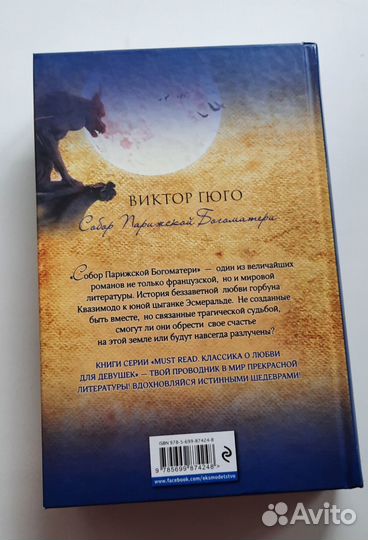 ВИКТОР ГЮГО
Собор Парижской Богоматери
«Собор Парижской Богоматери» — один из величайших
романов не только французской, но и мировой
литературы. История беззаветной любви горбуна
Квазимодо к юной цыганке Эсмеральде. Не созданные
быть вместе, но связанные трагической судьбой,
смогут ли они обрести свое счастье
на этой земле или будут навсегда разлучены?
КНИГИ СЕРИИ «MUST READ. КЛАССИКА О ЛЮБВИ
ДЛЯ ДЕВУШЕК» — ТВОЙ ПРОВОДНИК В МИР ПРЕКРАСНОЙ
ЛИТЕРАТУРЫ! ВДОХНОВЛЯЙСЯ ИСТИННЫМИ ШЕДЕВРАМИ!
ISBN 978-5-699-87424-8
9 785699 874248 >
www.facebook.com/eksmodetstvo
Avito